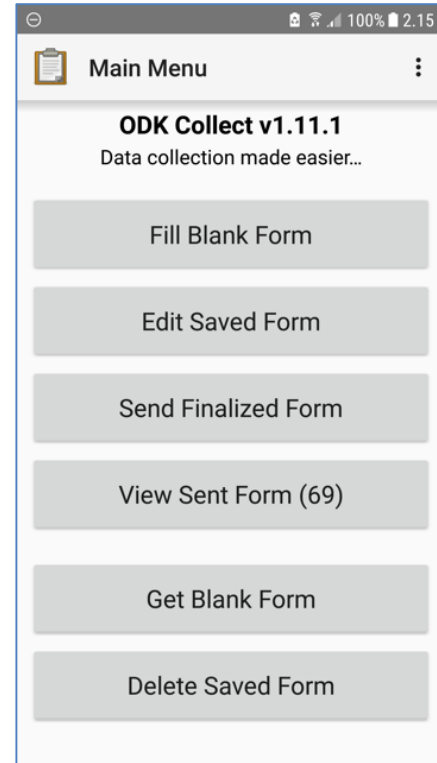 100% 2.15
Main Menu
ODK Collect v1.11.1
Data collection made easier...
Fill Blank Form
Edit Saved Form
Send Finalized Form
View Sent Form (69)
Get Blank Form
Delete Saved Form